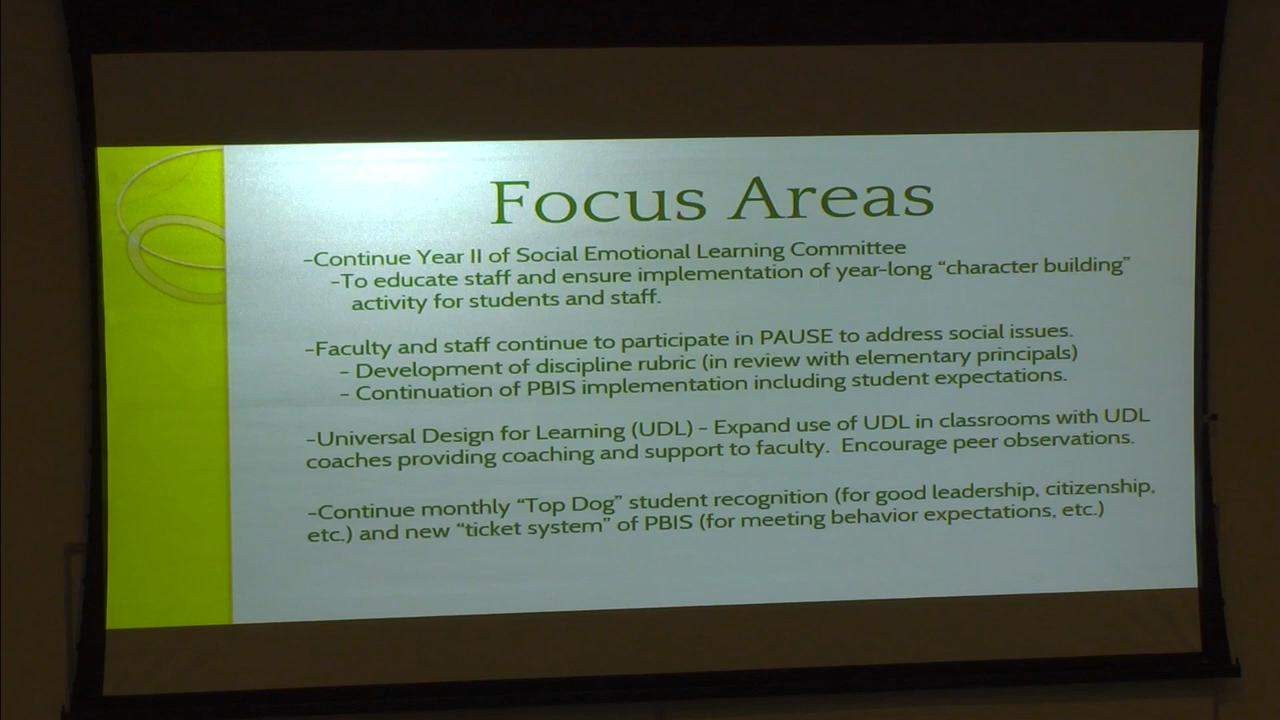 Focus Areas
-Continue Year II of Social Emotional Learning Committee
-To educate staff and ensure implementation of year-long “character building”
activity for students and staff.
-Faculty and staff continue to participate in PAUSE to address social issues.
- Development of discipline rubric (in review with elementary principals)
- Continuation of PBIS implementation including student expectations.
-Universal Design for Learning (UDL) - Expand use of UDL in classrooms with UDL
coaches providing coaching and support to faculty. Encourage peer observations.
-Continue monthly “Top Dog” student recognition (for good leadership, citizenship,
etc.) and new “ticket system” of PBIS (for meeting behavior expectations, etc.)